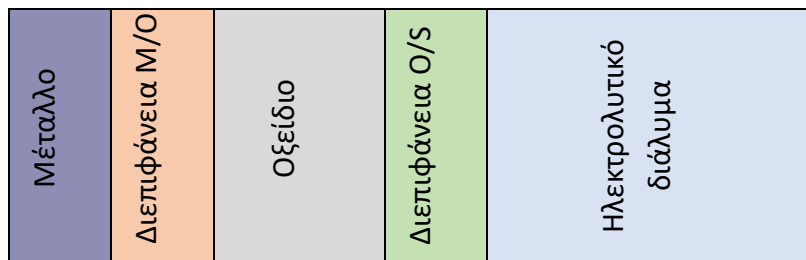 Μέταλλο
Διεπιφάνεια M/O
Οξείδιο
Διεπιφάνεια O/S
Ηλεκτρολυτικό
διάλυμα